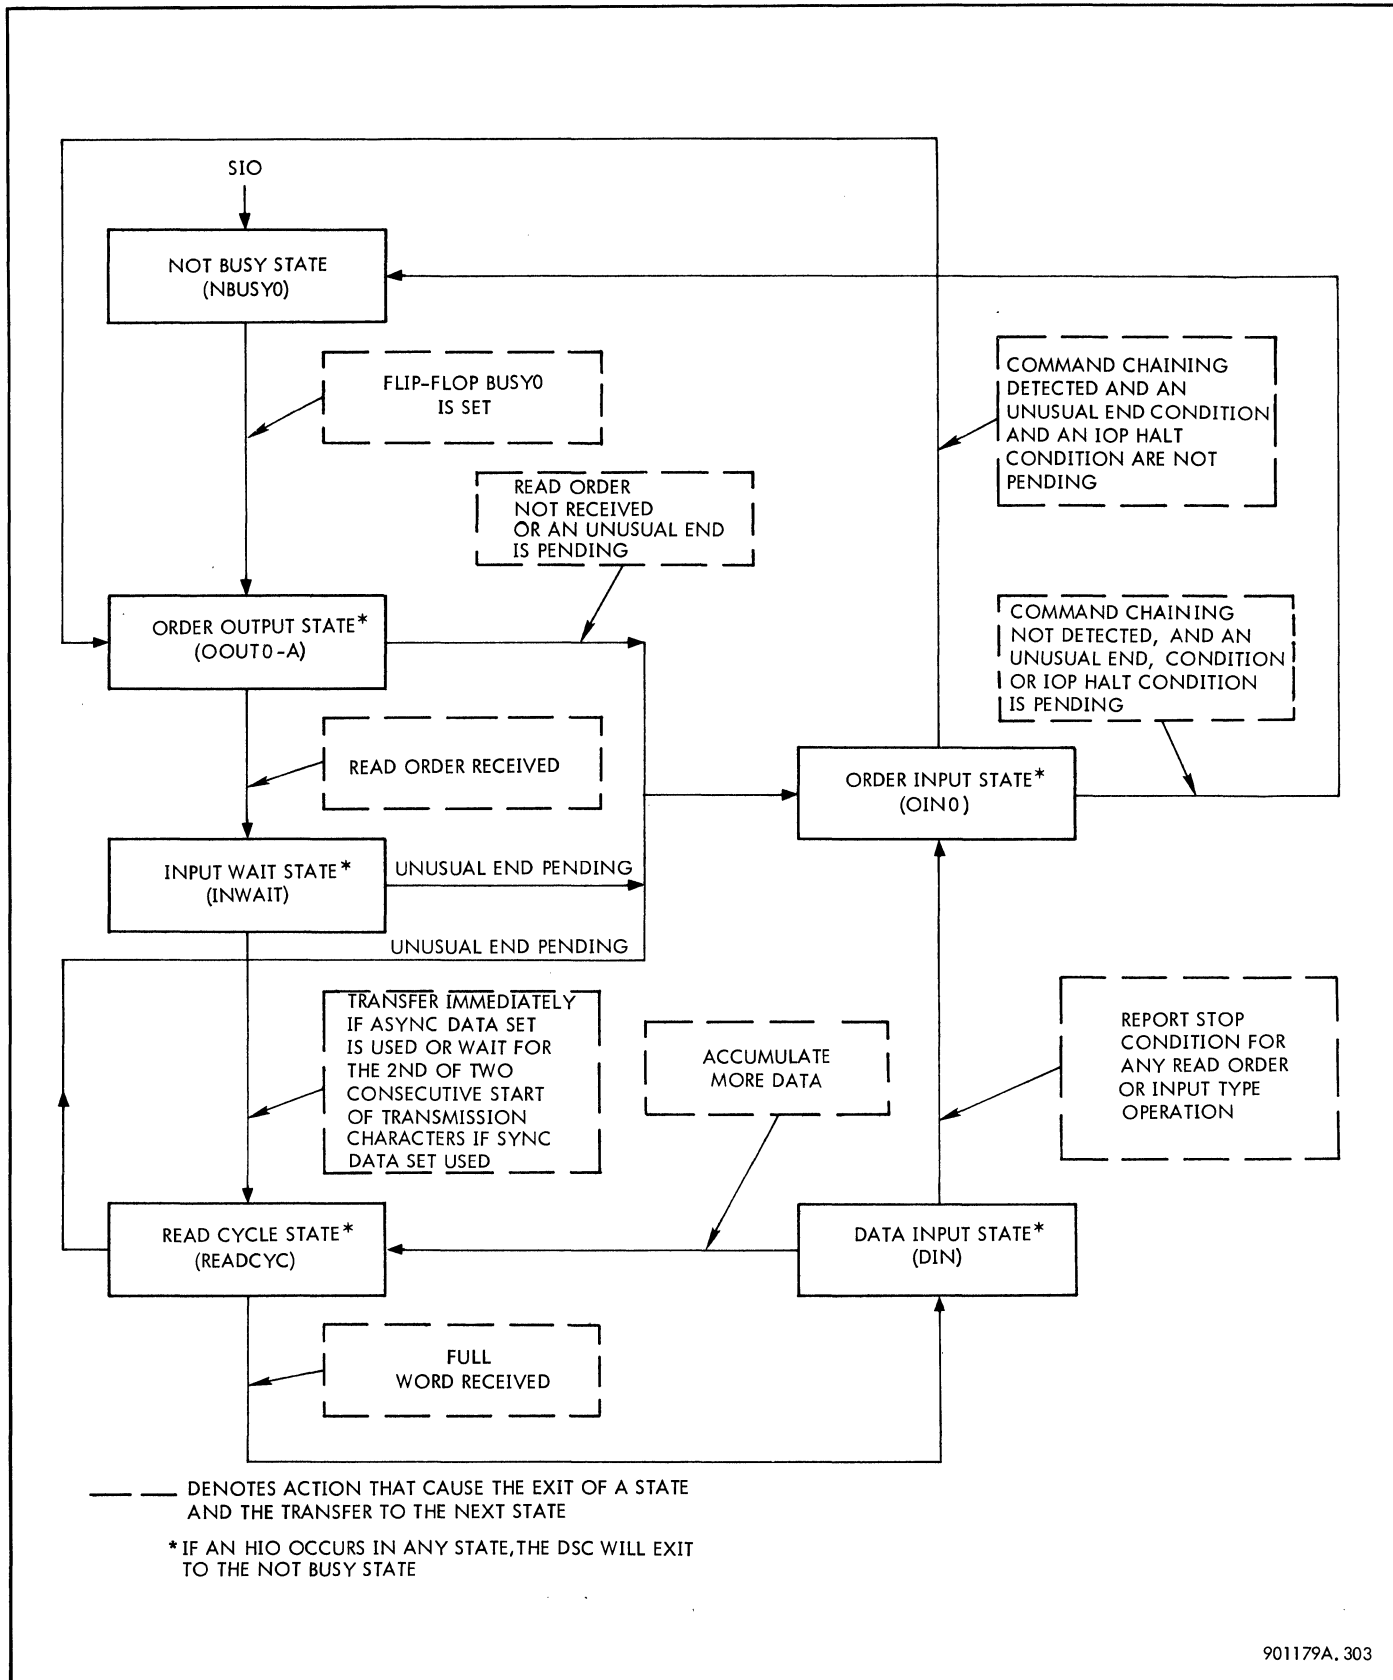 SIO
NOT BUSY STATE
(NBUSY0)
FLIP-FLOP BUSY0
IS SET
COMMAND CHAINING
DETECTED AND AN
UNUSUAL END CONDITION
AND AN IOP HALT
CONDITION ARE NOT
PENDING
READ ORDER
NOT RECEIVED
OR AN UNUSUAL END
IS PENDING
ORDER OUTPUT STATE*
(OOUT0-A)
COMMAND CHAINING
NOT DETECTED, AND AN
UNUSUAL END, CONDITION
OR IOP HALT CONDITION
IS PENDING
READ ORDER RECEIVED
ORDER INPUT STATE*
(OIN0)
INPUT WAIT STATE*
(INWAIT)
UNUSUAL END PENDING
UNUSUAL END PENDING
TRANSFER IMMEDIATELY
IF ASYNC DATA SET
IS USED OR WAIT FOR
THE 2ND OF TWO
CONSECUTIVE START
OF TRANSMISSION
CHARACTERS IF SYNC
DATA SET USED
ACCUMULATE
MORE DATA
REPORT STOP
CONDITION FOR
ANY READ ORDER
OR INPUT TYPE
OPERATION
READ CYCLE STATE*
(READCYC)
DATA INPUT STATE*
(DIN)
FULL
WORD RECEIVED
DENOTES ACTION THAT CAUSE THE EXIT OF A STATE
AND THE TRANSFER TO THE NEXT STATE
* IF AN HIO OCCURS IN ANY STATE, THE DSC WILL EXIT
TO THE NOT BUSY STATE
901179A.303